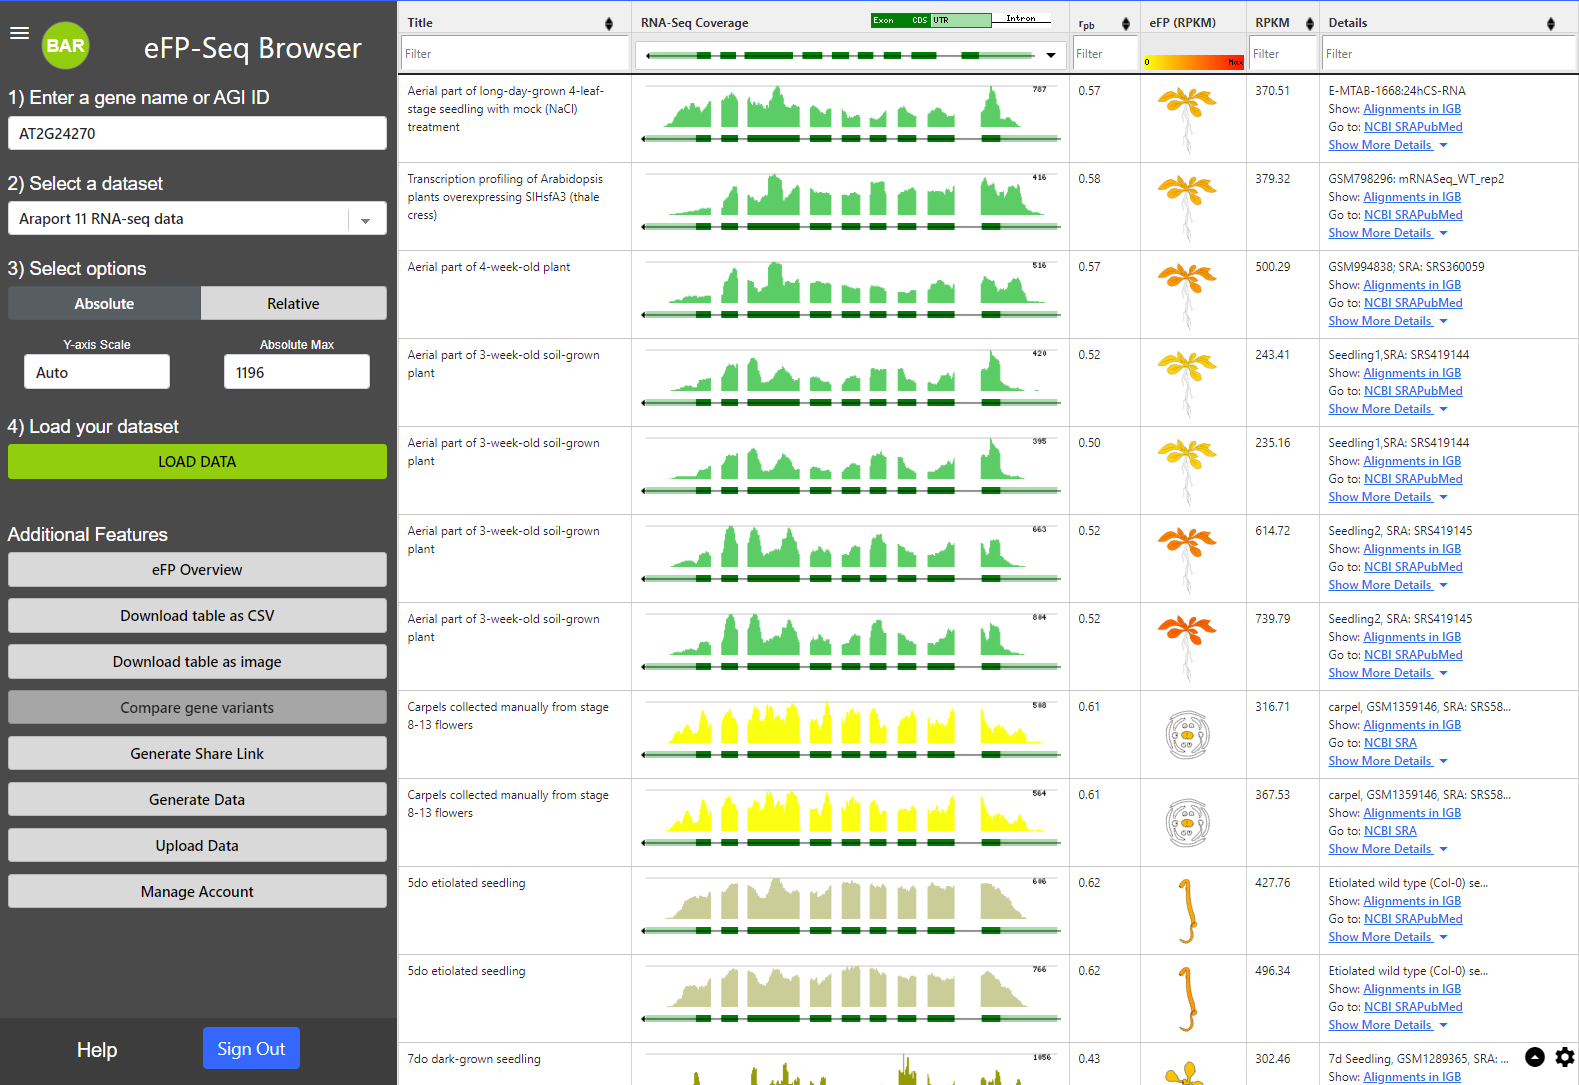 BAR
eFP-Seq Browser
1) Enter a gene name or AGI ID
AT2G24270
2) Select a dataset
Araport 11 RNA-seq data
3) Select options
Absolute
Relative
Y-axis Scale
Absolute Max
Auto
1196
4) Load your dataset
LOAD DATA
Additional Features
eFP Overview
Download table as CSV
Download table as image
Compare gene variants
Generate Share Link
Generate Data
Upload Data
Manage Account
Help
Sign Out
Title
RNA-Seq Coverage
Exon CDS UTR Intron
rpb
eFP (RPKM)
RPKM
Details
Filter
Filter
0 Max
Filter
Filter
Aerial part of long-day-grown 4-leaf-
stage seedling with mock (NaCl)
treatment
787
0.57
370.51
E-MTAB-1668:24hCS-RNA
Show: Alignments in IGB
Go to: NCBI SRAPubMed
Show More Details
Transcription profiling of Arabidopsis
plants overexpressing SlHsfA3 (thale
cress)
416
0.58
379.32
GSM798296: mRNASeq_WT_rep2
Show: Alignments in IGB
Go to: NCBI SRAPubMed
Show More Details
Aerial part of 4-week-old plant
516
0.57
500.29
GSM994838; SRA: SRS360059
Show: Alignments in IGB
Go to: NCBI SRAPubMed
Show More Details
Aerial part of 3-week-old soil-grown
plant
420
0.52
243.41
Seedling1,SRA: SRS419144
Show: Alignments in IGB
Go to: NCBI SRAPubMed
Show More Details
Aerial part of 3-week-old soil-grown
plant
395
0.50
235.16
Seedling1,SRA: SRS419144
Show: Alignments in IGB
Go to: NCBI SRAPubMed
Show More Details
Aerial part of 3-week-old soil-grown
plant
663
0.52
614.72
Seedling2, SRA: SRS419145
Show: Alignments in IGB
Go to: NCBI SRAPubMed
Show More Details
Aerial part of 3-week-old soil-grown
plant
804
0.52
739.79
Seedling2, SRA: SRS419145
Show: Alignments in IGB
Go to: NCBI SRAPubMed
Show More Details
Carpels collected manually from stage
8-13 flowers
508
0.61
316.71
carpel, GSM1359146, SRA: SRS58...
Show: Alignments in IGB
Go to: NCBI SRA
Show More Details
Carpels collected manually from stage
8-13 flowers
564
0.61
367.53
carpel, GSM1359146, SRA: SRS58...
Show: Alignments in IGB
Go to: NCBI SRA
Show More Details
5do etiolated seedling
606
0.62
427.76
Etiolated wild type (Col-0) se...
Show: Alignments in IGB
Go to: NCBI SRAPubMed
Show More Details
5do etiolated seedling
766
0.62
496.34
Etiolated wild type (Col-0) se...
Show: Alignments in IGB
Go to: NCBI SRAPubMed
Show More Details
7do dark-grown seedling
1056
0.43
302.46
7d Seedling, GSM1289365, SRA: ...
Show: Alignments in IGB